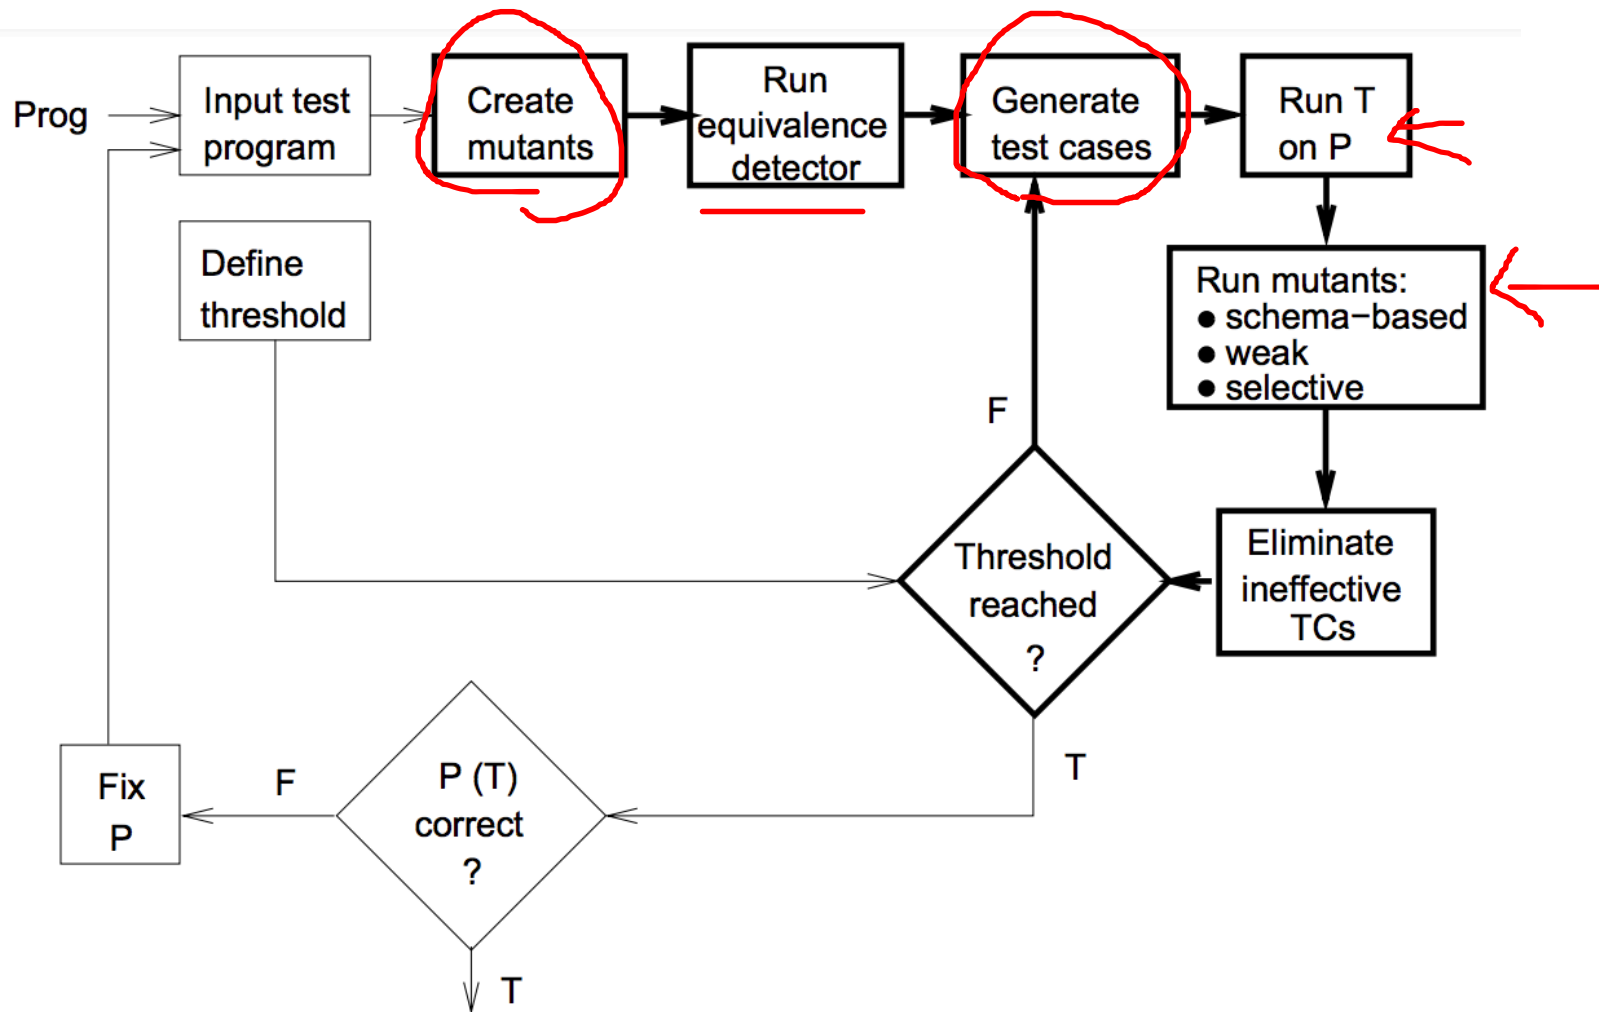 Prog
Input test
program
Create
mutants
Run
equivalence
detector
Generate
test cases
Run T
on P
Define
threshold
Run mutants:
● schema−based
● weak
● selective
F
Threshold
reached
?
Eliminate
ineffective
TCs
T
P (T)
correct
?
F
Fix
P
T